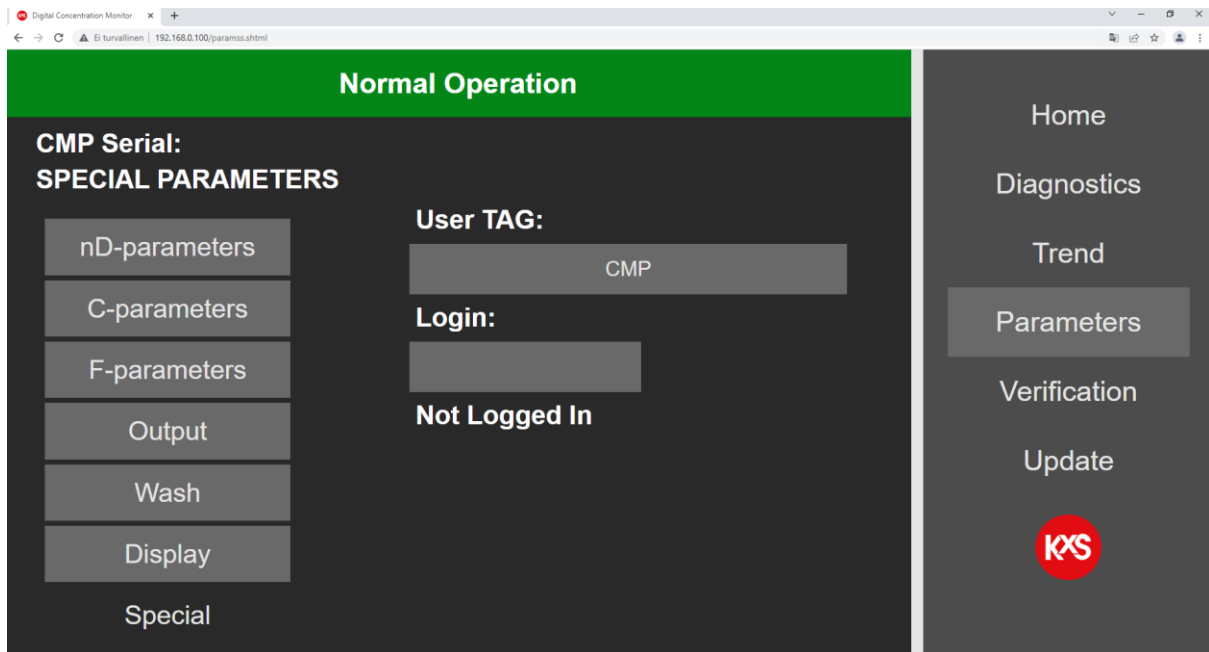 Digital Concentration Monitor
Ei turvallinen | 192.168.0.100/paramss.shtml
Normal Operation
CMP Serial:
SPECIAL PARAMETERS
nD-parameters
C-parameters
F-parameters
Output
Wash
Display
Special
User TAG:
CMP
Login:
Not Logged In
Home
Diagnostics
Trend
Parameters
Verification
Update
KXS